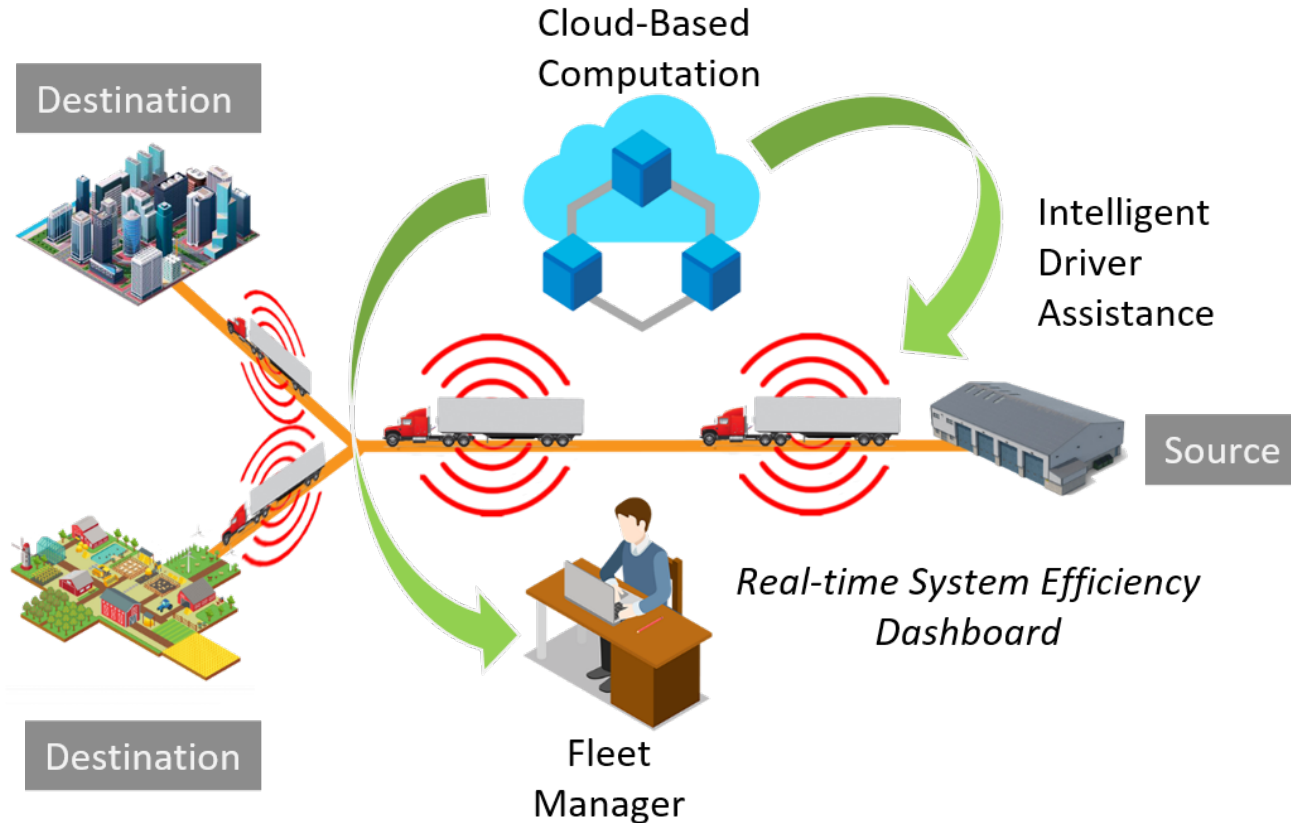 Cloud-Based
Computation
Destination
Intelligent
Driver
Assistance
Source
Real-time System Efficiency
Dashboard
Destination
Fleet
Manager